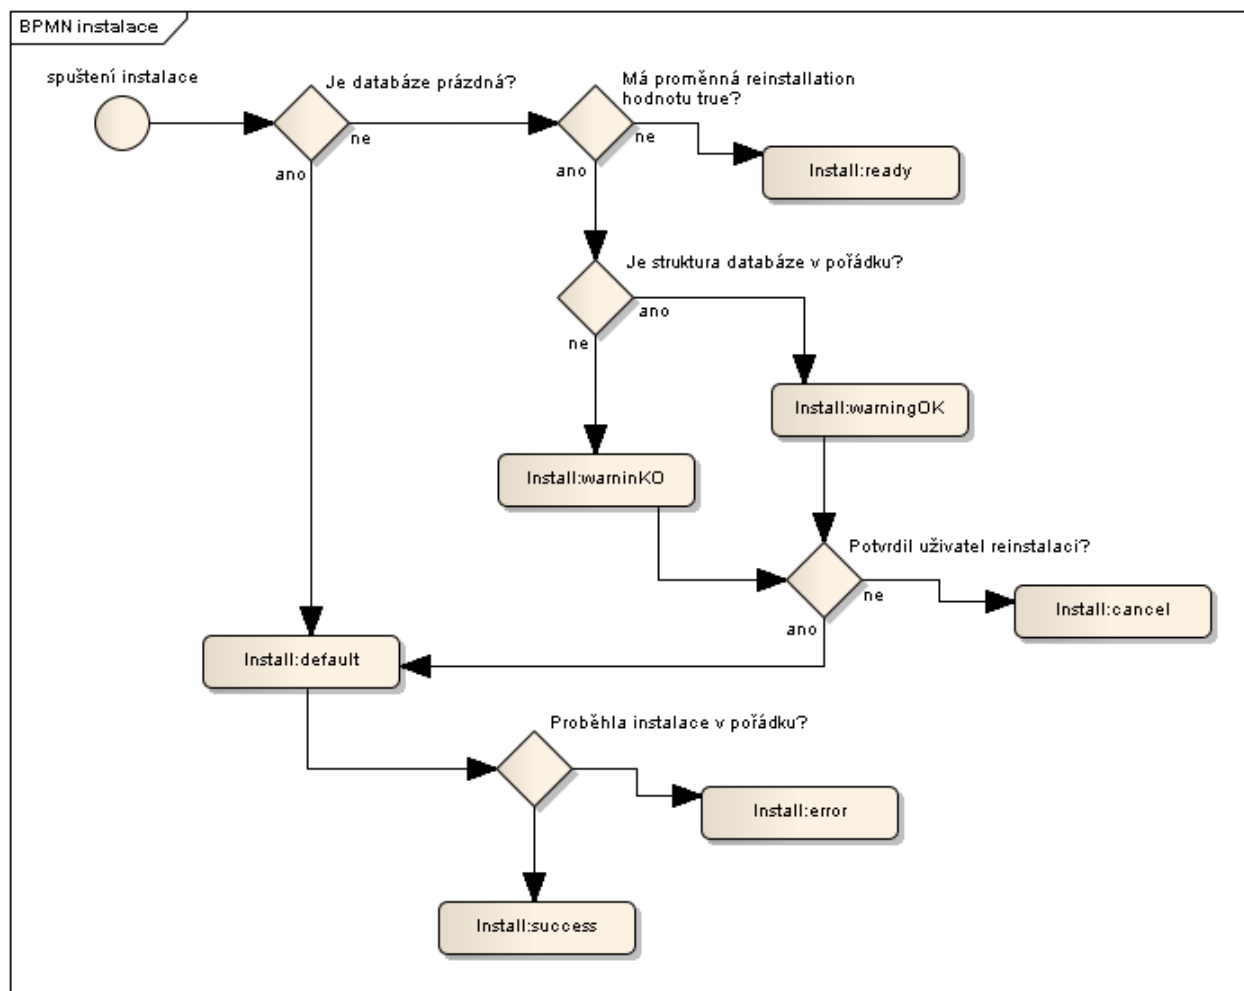 BPMN instalace
spuštení instalace
Je databáze prázdná?
Má proměnná reinstallation
hodnotu true?
ne
ne
ano
ano
Install:ready
Je struktura databáze v pořádku?
ano
ne
Install:warningOK
Install:warninKO
Potvrdil uživatel reinstalaci?
ne
ano
Install:cancel
Install:default
Proběhla instalace v pořádku?
Install:error
Install:success